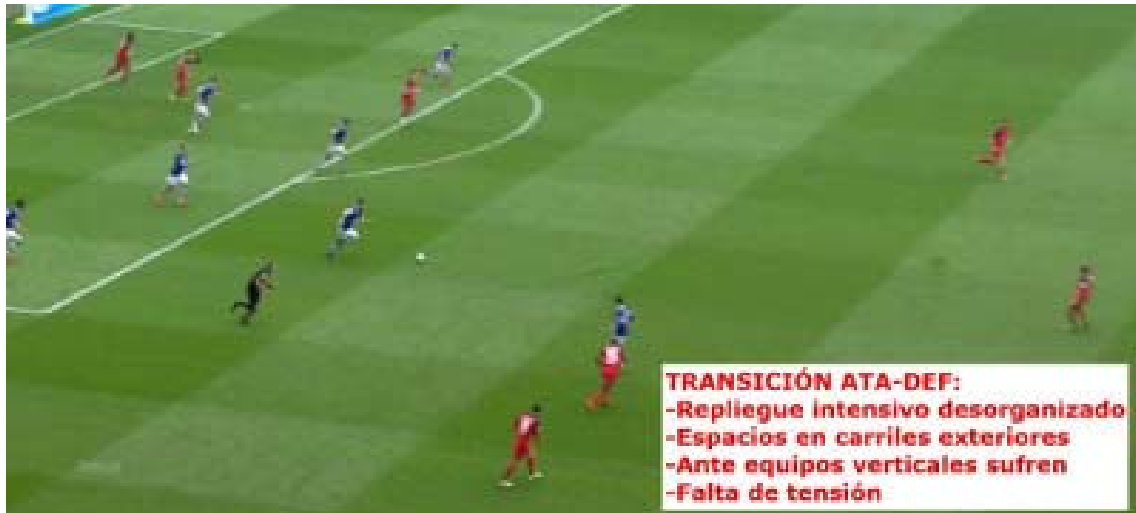 TRANSICIÓN ATA-DEF:
-Repliegue intensivo desorganizado
-Espacios en carriles exteriores
-Ante equipos verticales sufren
-Falta de tensión